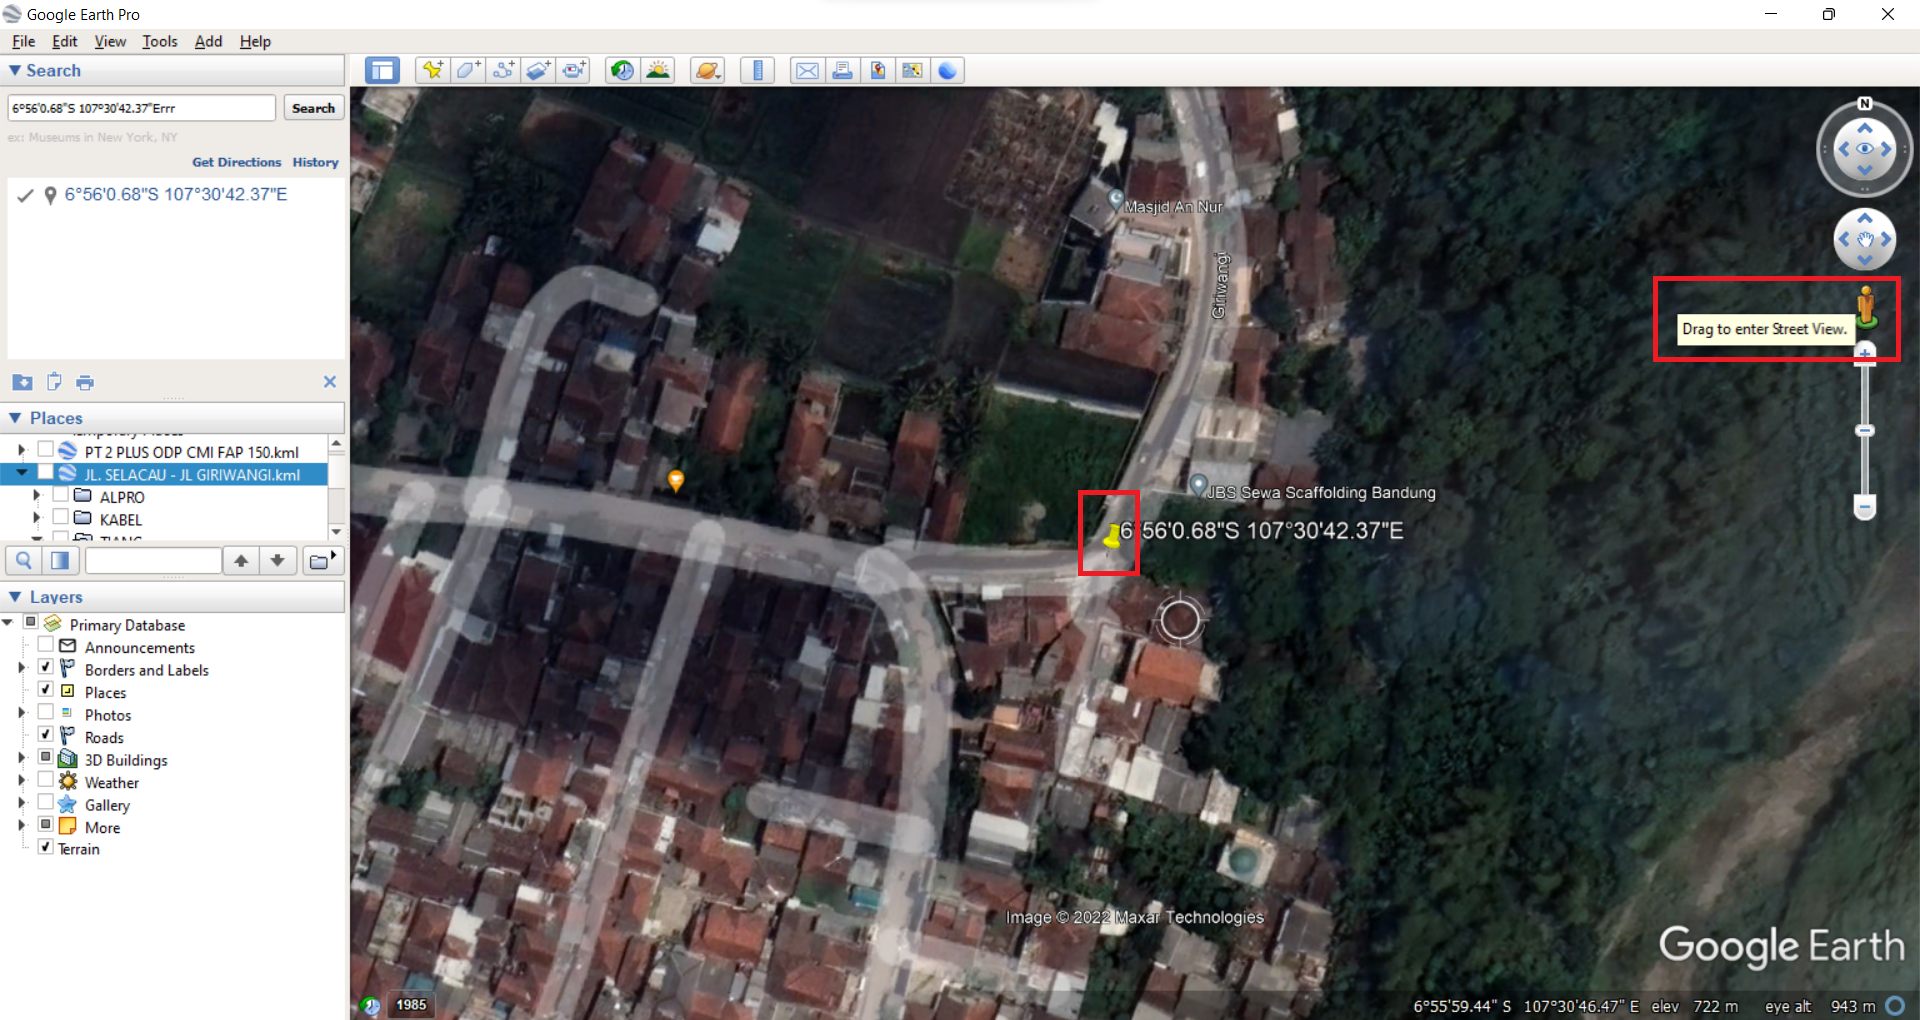 Google Earth Pro
File Edit View Tools Add Help
Search
6°56'0.68"S 107°30'42.37"Errr
Search
ex: Museums in New York, NY
Get Directions History
6°56'0.68"S 107°30'42.37"E
Places
PT 2 PLUS ODP CMI FAP 150.kml
JL. SELACAU - JL GIRIWANGI.kml
ALPRO
KABEL
Layers
Primary Database
Announcements
Borders and Labels
Places
Photos
Roads
3D Buildings
Weather
Gallery
More
Terrain
N
Masjid An Nur
Giriwangi
Drag to enter Street View.
JBS Sewa Scaffolding Bandung
6°56'0.68"S 107°30'42.37"E
Image © 2022 Maxar Technologies
Google Earth
1985
6°55'59.44" S 107°30'46.47" E elev 722 m eye alt 943 m